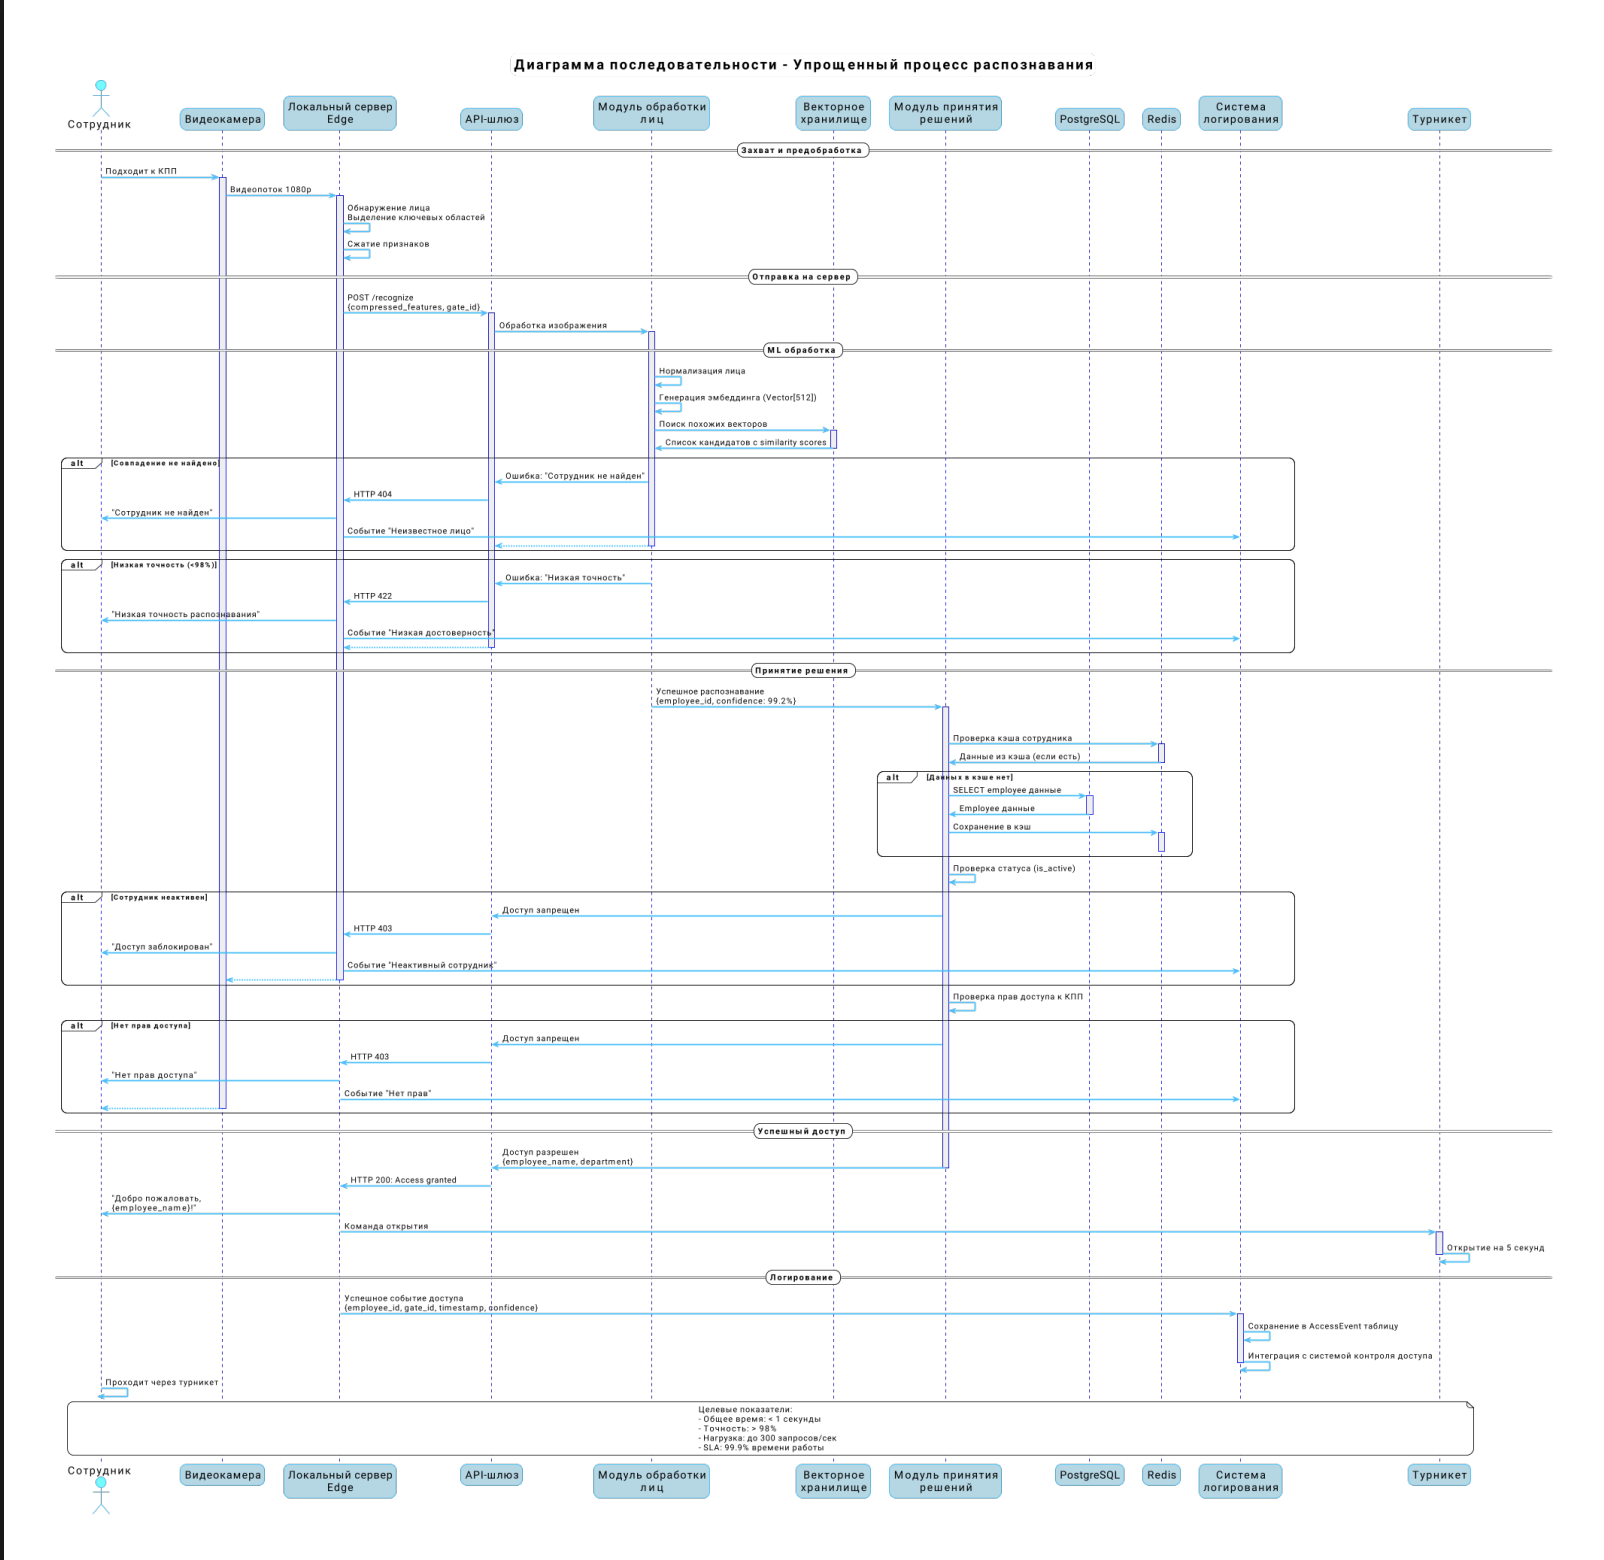 Диаграмма последовательности - Упрощенный процесс распознавания
Сотрудник
Видеокамера
Локальный сервер
Edge
API-шлюз
Модуль обработки
лиц
Векторное
хранилище
Модуль принятия
решений
PostgreSQL
Redis
Система
логирования
Турникет
Захват и предобработка
Подходит к КПП
Видеопоток 1080p
Обнаружение лица
Выделение ключевых областей
Сжатие признаков
Отправка на сервер
POST /recognize
{compressed_features, gate_id}
Обработка изображения
ML обработка
Нормализация лица
Генерация эмбеддинга (Vector[512])
Поиск похожих векторов
Список кандидатов с similarity scores
alt [Совпадение не найдено]
Ошибка: "Сотрудник не найден"
HTTP 404
"Сотрудник не найден"
Событие "Неизвестное лицо"
alt [Низкая точность (<98%)]
Ошибка: "Низкая точность"
HTTP 422
"Низкая точность распознавания"
Событие "Низкая достоверность"
Принятие решения
Успешное распознавание
{employee_id, confidence: 99.2%}
Проверка кэша сотрудника
Данные из кэша (если есть)
alt [Данных в кэше нет]
SELECT employee данные
Employee данные
Сохранение в кэш
Проверка статуса (is_active)
alt [Сотрудник неактивен]
Доступ запрещен
HTTP 403
"Доступ заблокирован"
Событие "Неактивный сотрудник"
Проверка прав доступа к КПП
alt [Нет прав доступа]
Доступ запрещен
HTTP 403
"Нет прав доступа"
Событие "Нет прав"
Успешный доступ
Доступ разрешен
{employee_name, department}
HTTP 200: Access granted
"Добро пожаловать,
{employee_name}!"
Команда открытия
Открытие на 5 секунд
Логирование
Успешное событие доступа
{employee_id, gate_id, timestamp, confidence}
Сохранение в AccessEvent таблицу
Интеграция с системой контроля доступа
Проходит через турникет
Целевые показатели:
- Общее время: < 1 секунды
- Точность: > 98%
- Нагрузка: до 300 запросов/сек
- SLA: 99.9% времени работы
Сотрудник
Видеокамера
Локальный сервер
Edge
API-шлюз
Модуль обработки
лиц
Векторное
хранилище
Модуль принятия
решений
PostgreSQL
Redis
Система
логирования
Турникет